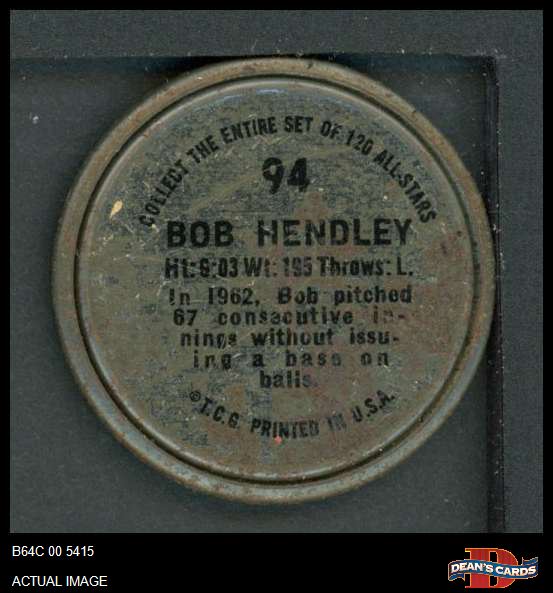 COLLECT THE ENTIRE SET OF 120 ALL-STARS
94
BOB HENDLEY
Ht: 6:03 Wt: 195 Throws: L.
In 1962, Bob pitched
67 consecutive in-
nings without issu-
ing a base on
balls.
©T.C.G. PRINTED IN U.S.A.
B64C 00 5415
ACTUAL IMAGE
D
DEAN'S CARDS